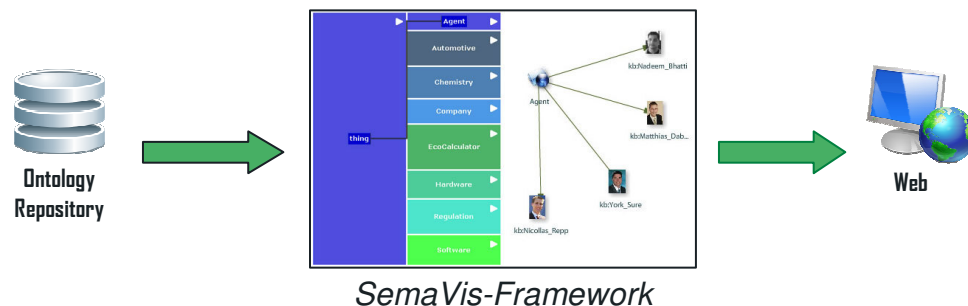 Ontology
Repository
thing
Agent
Automotive
Chemistry
Company
EcoCalculator
Hardware
Regulation
Software
Agent
kb:Nadeem_Bhatti
kb:Matthias_Dab...
kb:York_Sure
kb:Nicollas_Repp
Web
SemaVis-Framework